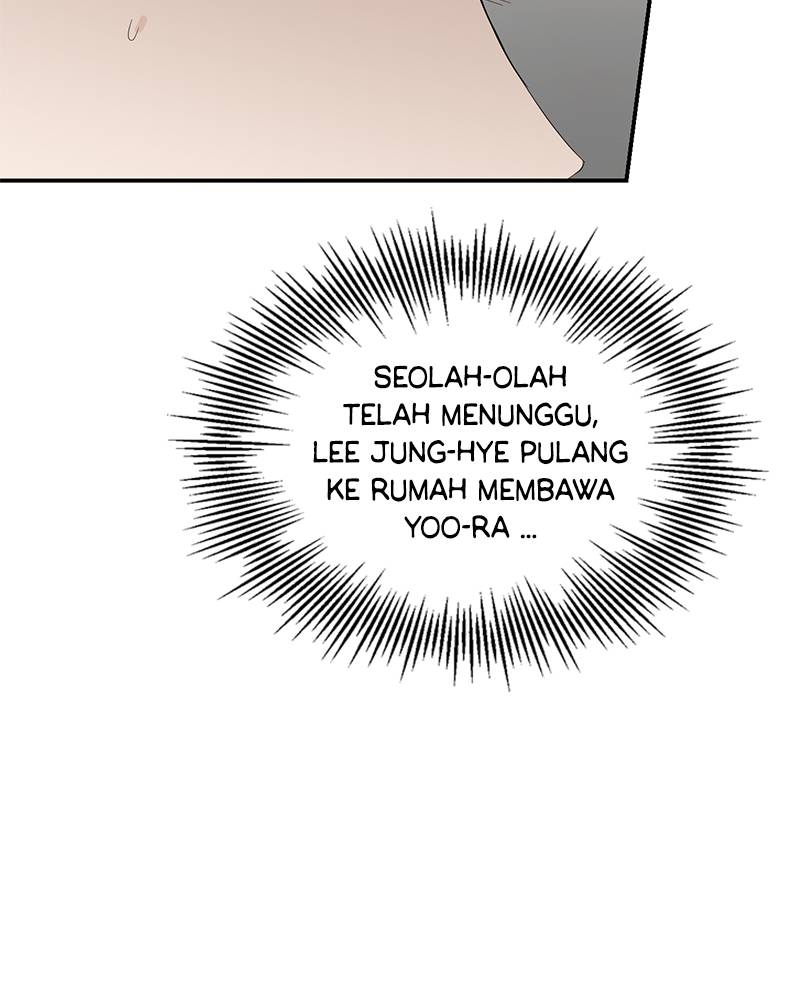 SEOLAH-OLAH
TELAH MENUNGGU,
LEE JUNG-HYE PULANG
KE RUMAH MEMBAWA
YOO-RA ...